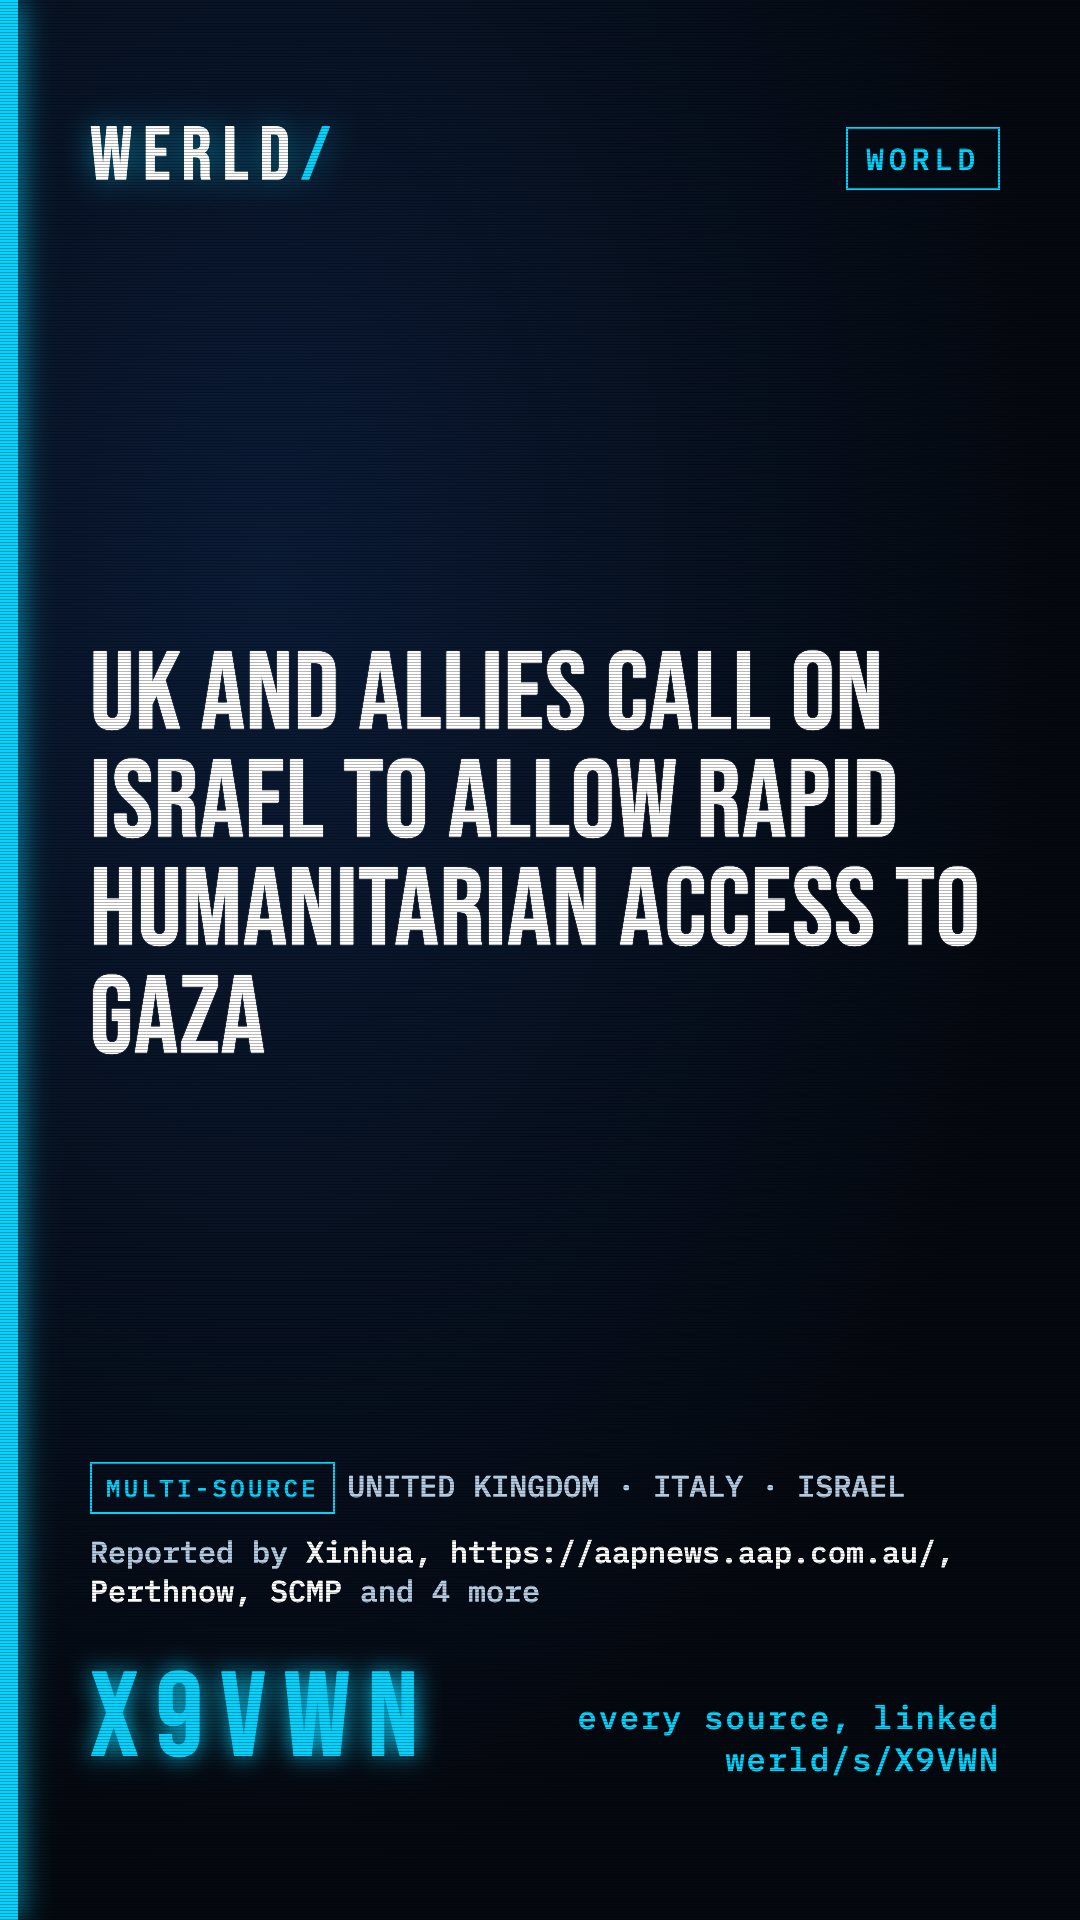 WERLD/
WORLD
UK AND ALLIES CALL ON
ISRAEL TO ALLOW RAPID
HUMANITARIAN ACCESS TO
GAZA
MULTI-SOURCE UNITED KINGDOM · ITALY · ISRAEL
Reported by Xinhua, https://aapnews.aap.com.au/,
Perthnow, SCMP and 4 more
X9VWN
every source, linked
werld/s/X9VWN